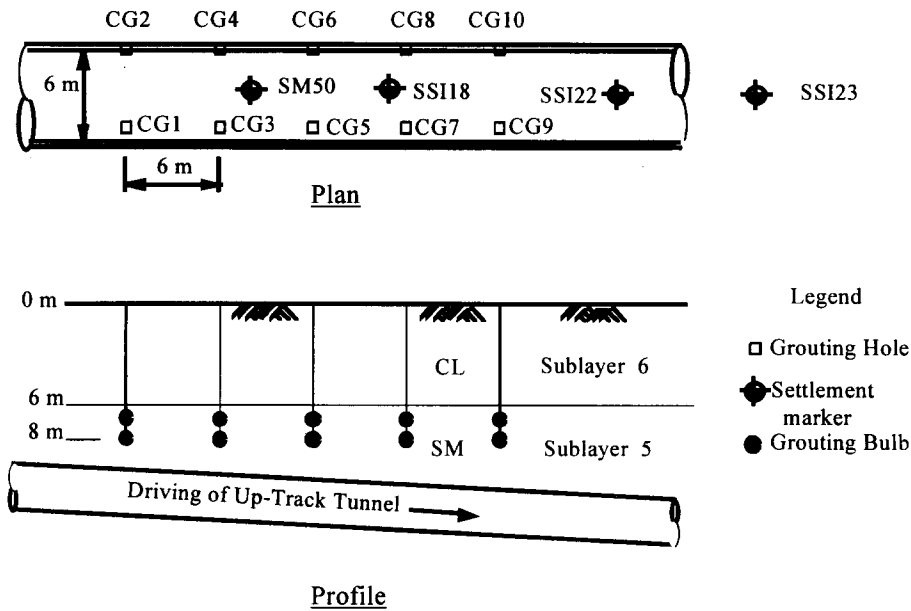 CG2 CG4 CG6 CG8 CG10
6 m
SM50 SSI18 SSI22 SSI23
CG1 CG3 CG5 CG7 CG9
6 m
Plan
0 m
Legend
Grouting Hole
CL Sublayer 6
Settlement
marker
6 m
8 m
SM Sublayer 5
Grouting Bulb
Driving of Up-Track Tunnel
Profile